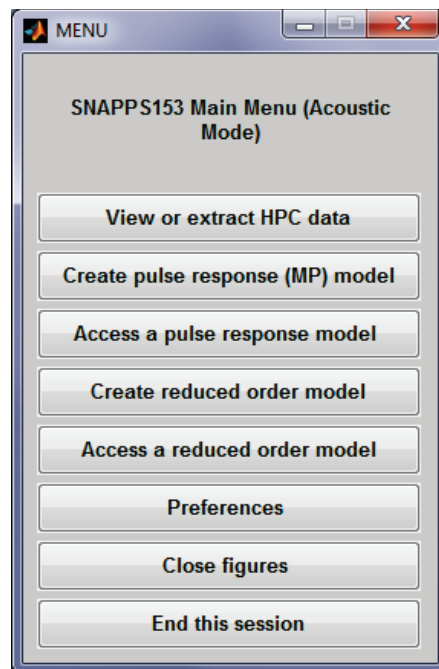 MENU
SNAPPS153 Main Menu (Acoustic
Mode)
View or extract HPC data
Create pulse response (MP) model
Access a pulse response model
Create reduced order model
Access a reduced order model
Preferences
Close figures
End this session